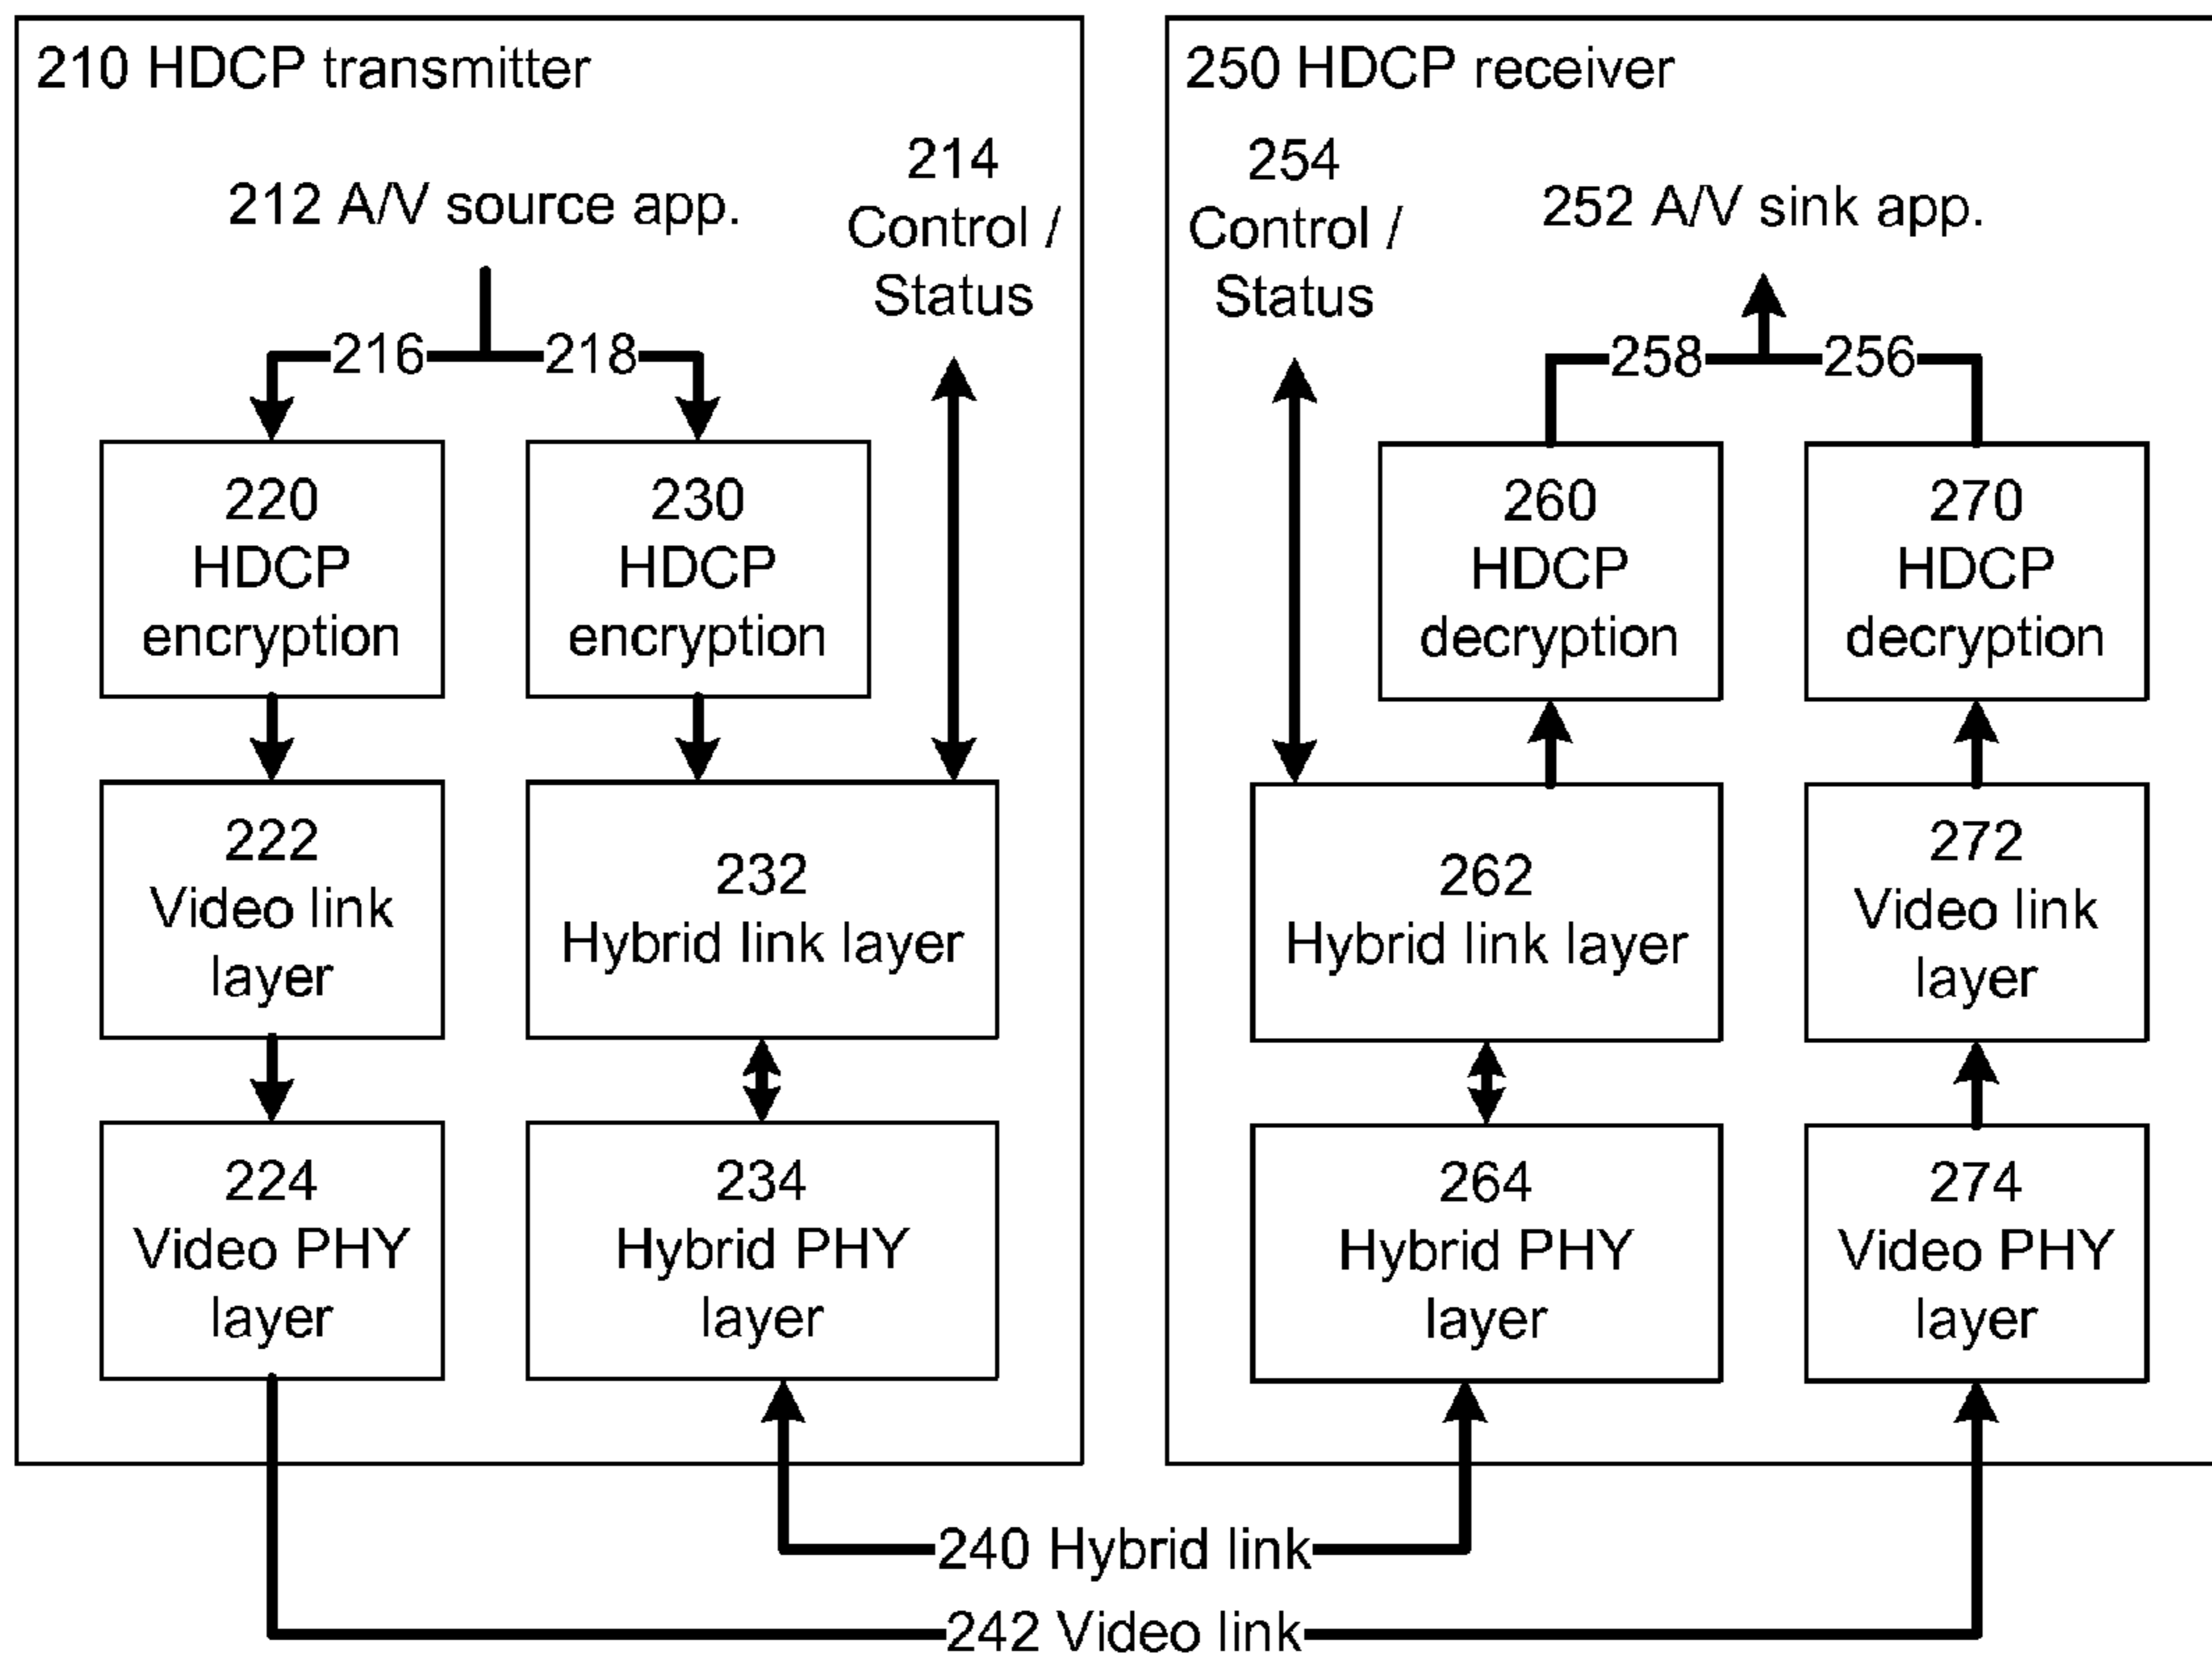 210 HDCP transmitter
212 A/V source app.
214
Control /
Status
216
218
220
HDCP
encryption
230
HDCP
encryption
222
Video link
layer
232
Hybrid link layer
224
Video PHY
layer
234
Hybrid PHY
layer
250 HDCP receiver
254
Control /
Status
252 A/V sink app.
258
256
260
HDCP
decryption
270
HDCP
decryption
262
Hybrid link layer
272
Video link
layer
264
Hybrid PHY
layer
274
Video PHY
layer
240 Hybrid link
242 Video link